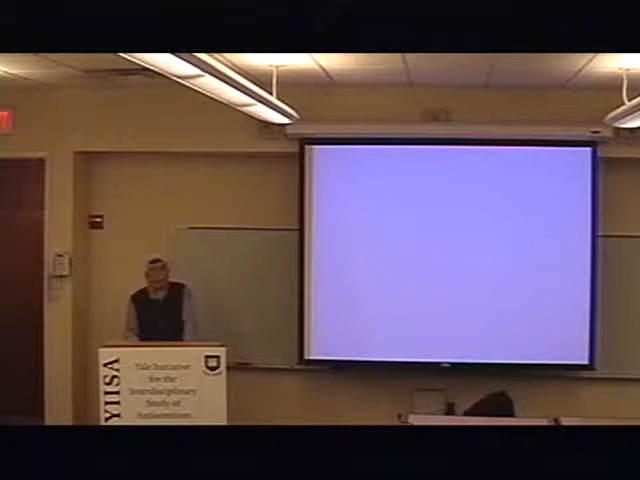 YIISA
Yale Initiative
for the
Interdisciplinary
Study of
Antisemitism